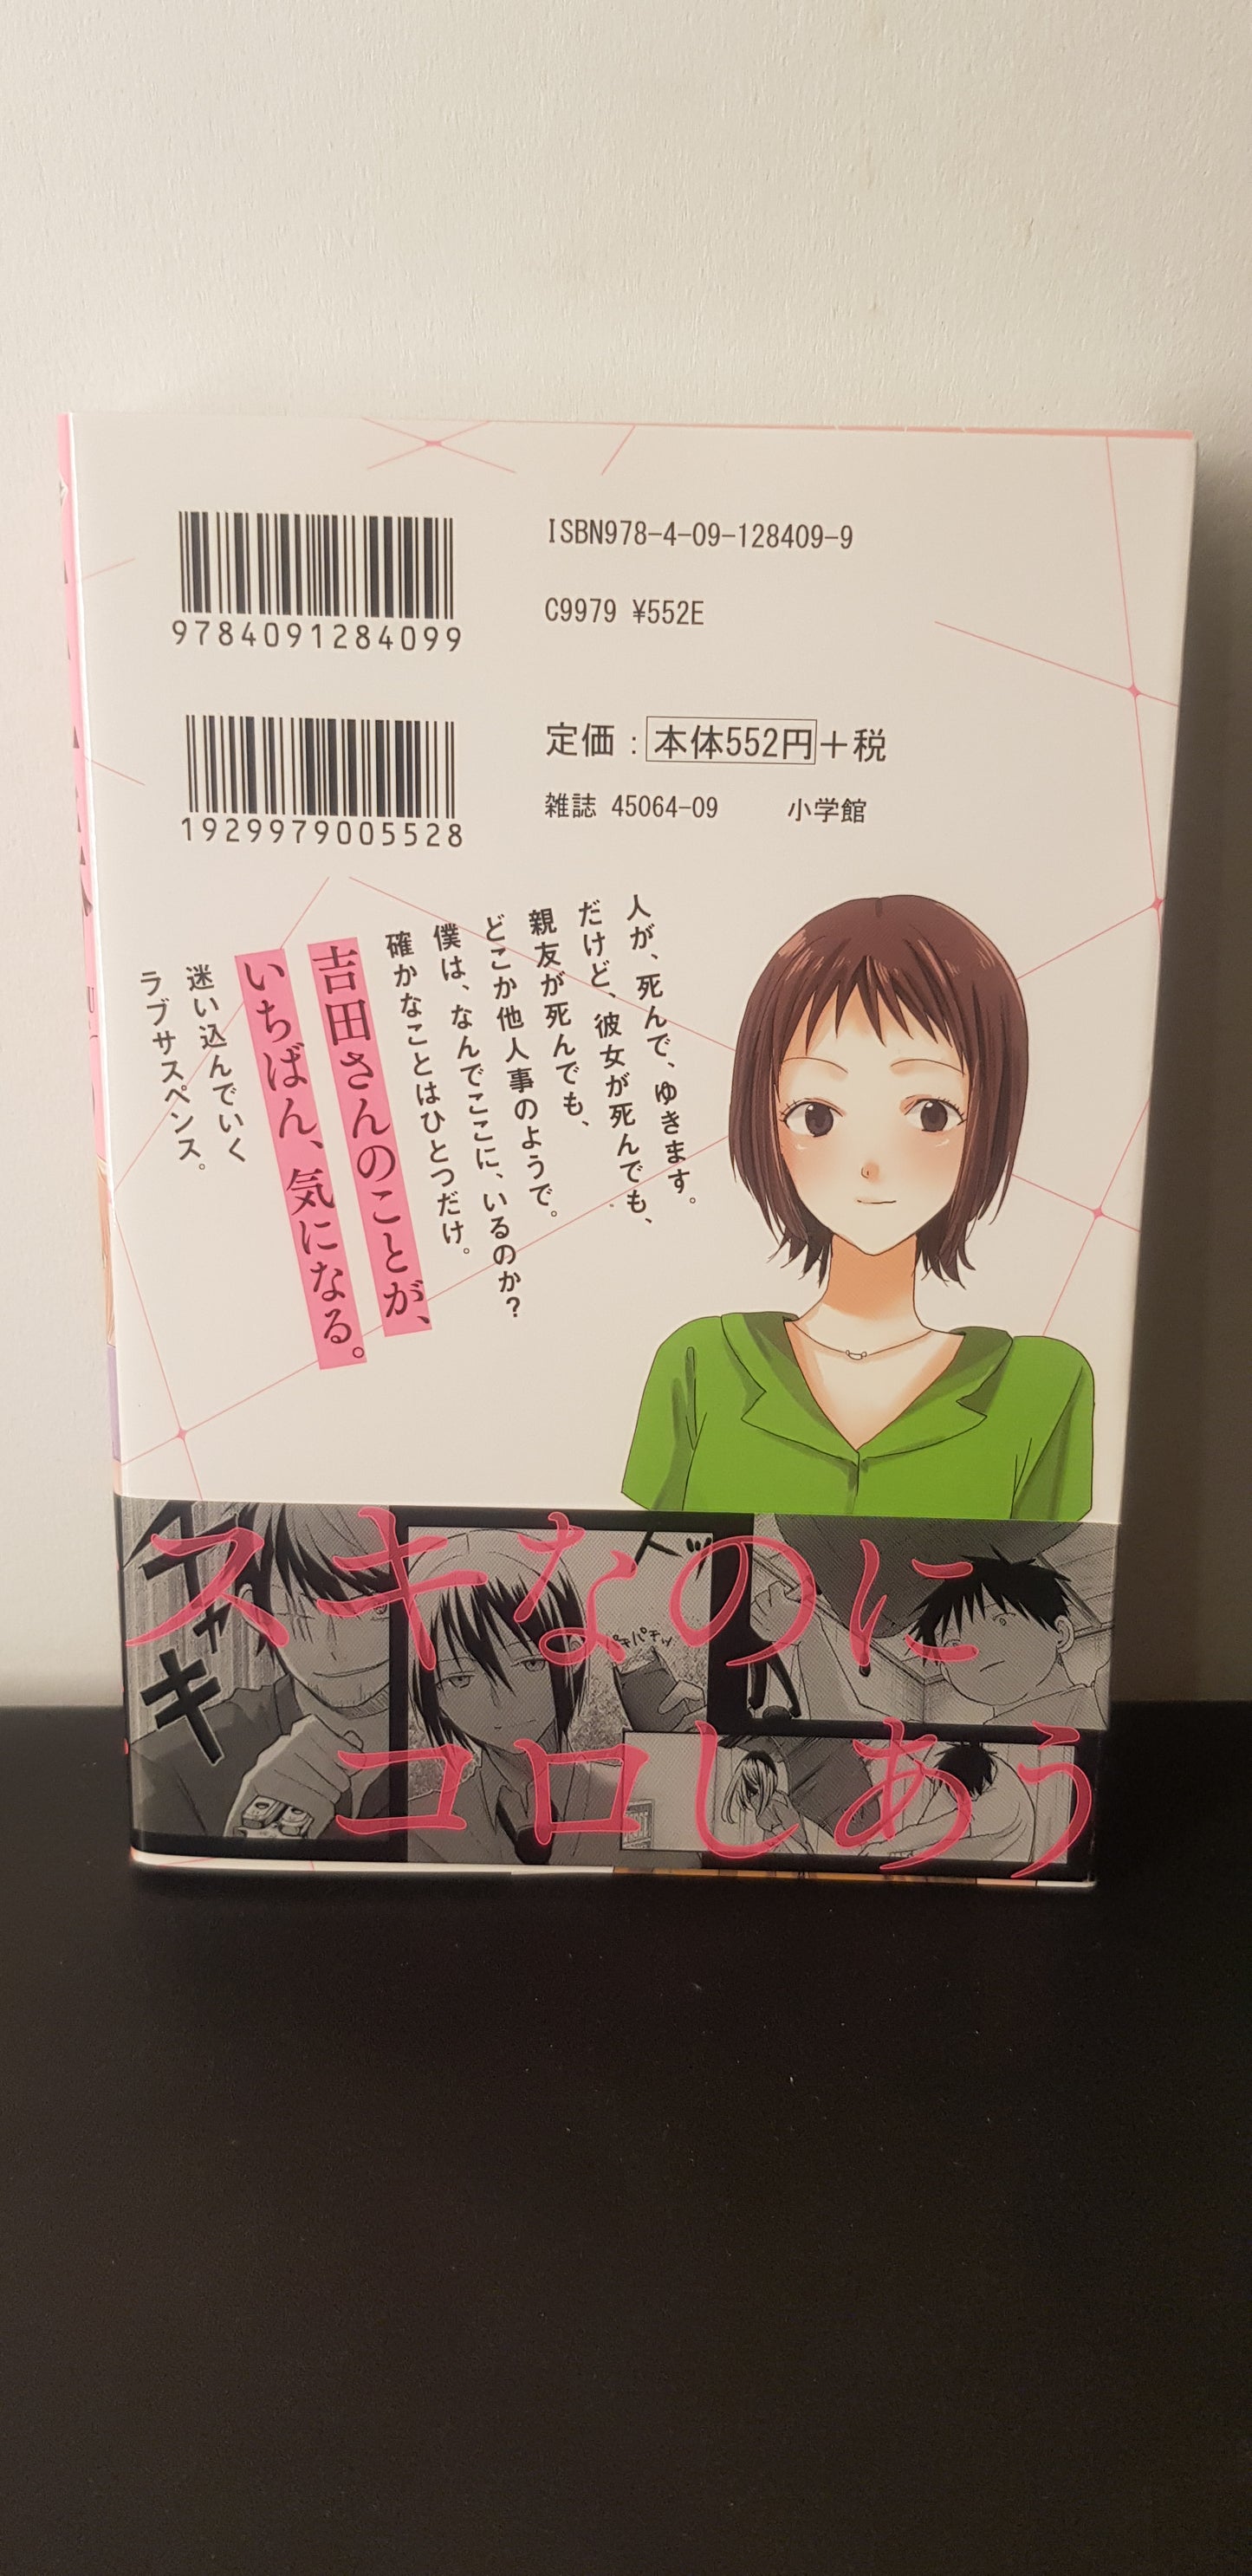 ISBN978-4-09-128409-9
9784091284099
C9979 ¥552E
定価：本体552円＋税
雑誌 45064-09 小学館
1929979005528
人が、死んで、ゆきます。
だけど、彼女が死んでも、
親友が死んでも、
どこか他人事のようで。
僕は、なんでここに、いるのか?
確かなことはひとつだけ。
吉田さんのことが、
いちばん、気になる。
迷い込んでいく
ラブサスペンス。
スキなのに
コロしあう